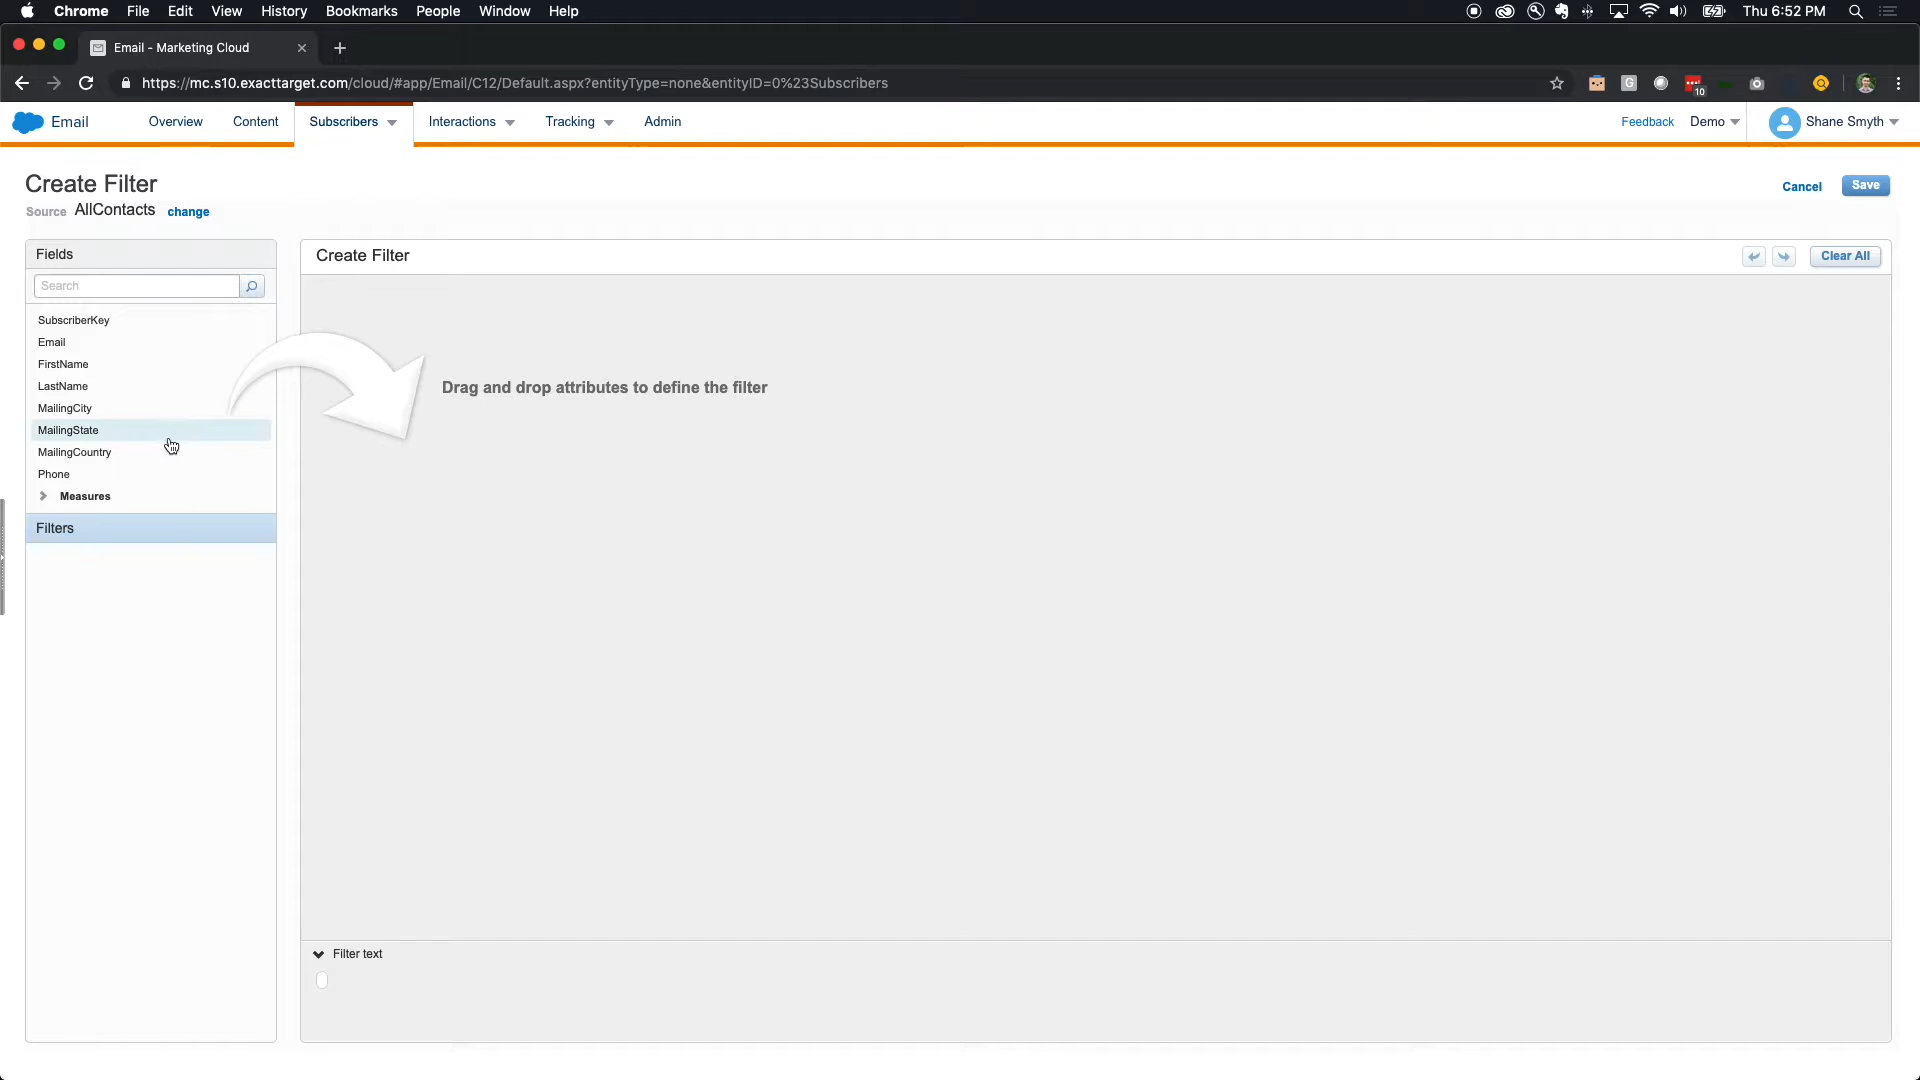 Chrome File Edit View History Bookmarks People Window Help Thu 6:52 PM
Email - Marketing Cloud
https://mc.s10.exacttarget.com/cloud/#app/Email/C12/Default.aspx?entityType=none&entityID=0%23Subscribers
G
10
Email Overview Content Subscribers Interactions Tracking Admin Feedback Demo Shane Smyth
Create Filter
Cancel Save
Source AllContacts change
Fields
Create Filter
Clear All
Search
SubscriberKey
Email
FirstName
LastName
Drag and drop attributes to define the filter
MailingCity
MailingState
MailingCountry
Phone
Measures
Filters
Filter text